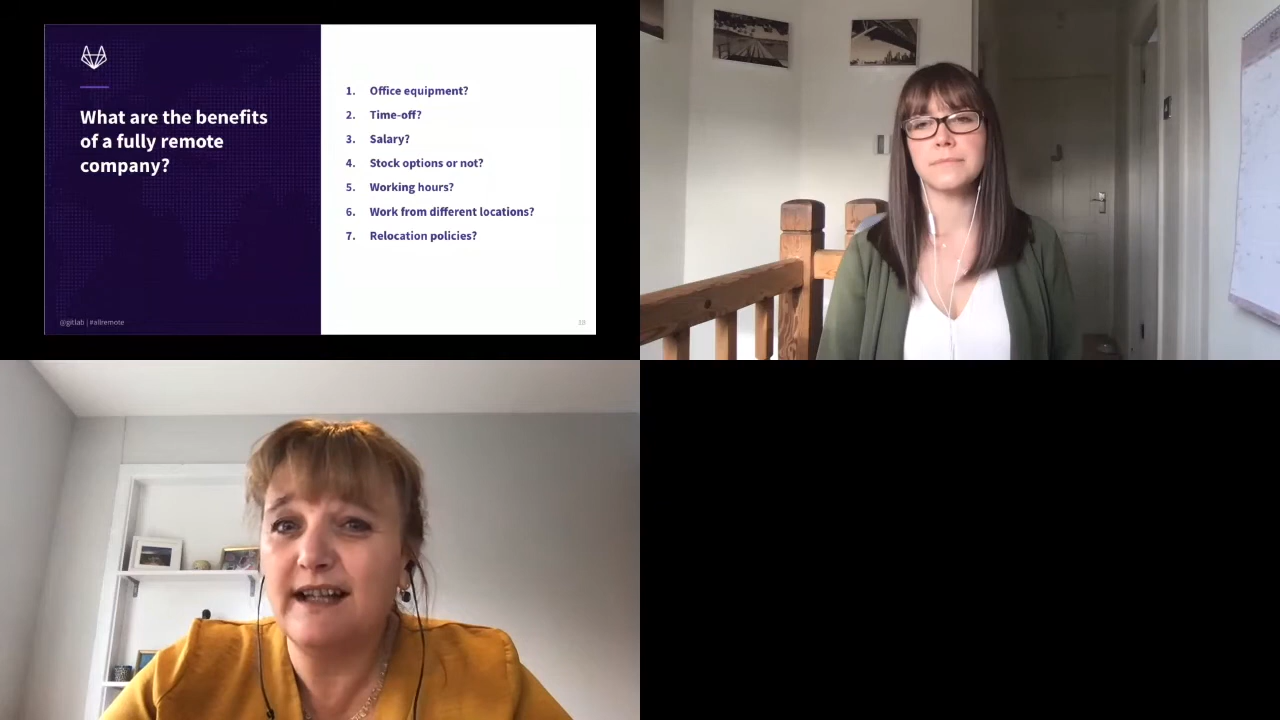 What are the benefits
of a fully remote
company?
1. Office equipment?
2. Time-off?
3. Salary?
4. Stock options or not?
5. Working hours?
6. Work from different locations?
7. Relocation policies?
@gitlab | #allremote
19